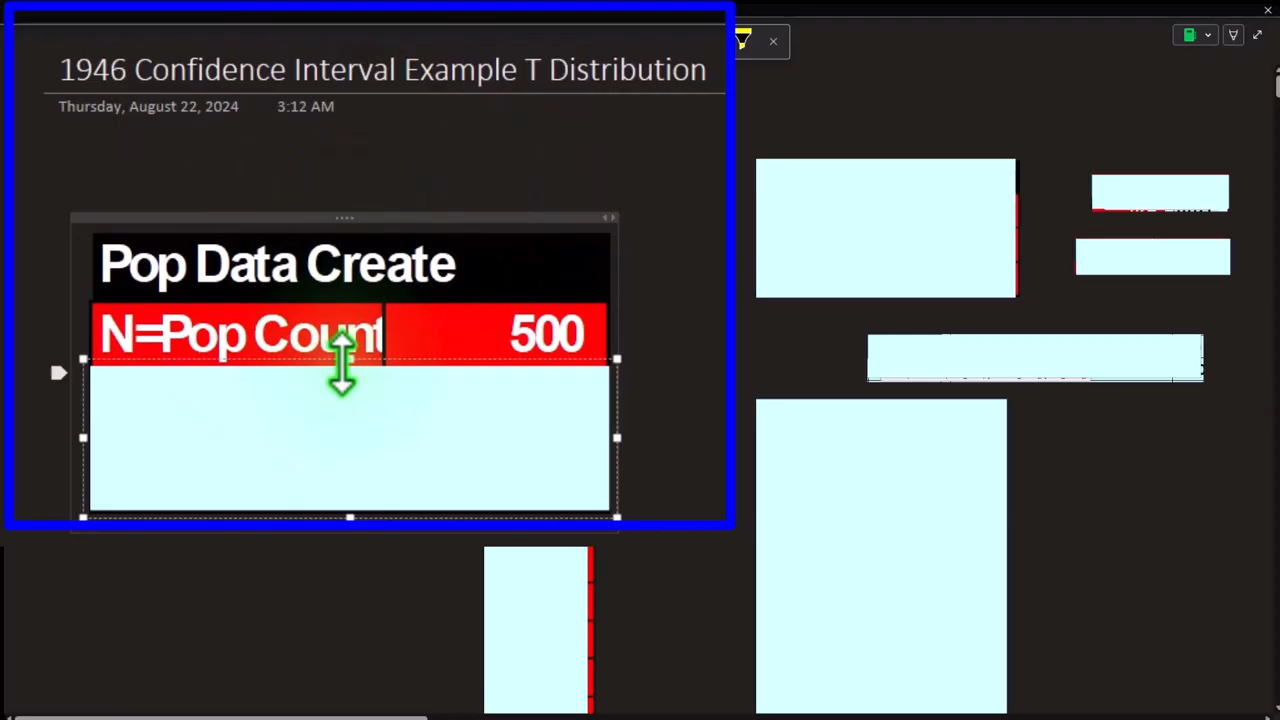 1946 Confidence Interval Example T Distribution
Thursday, August 22, 2024 3:12 AM
Pop Data Create
N=Pop Count 500